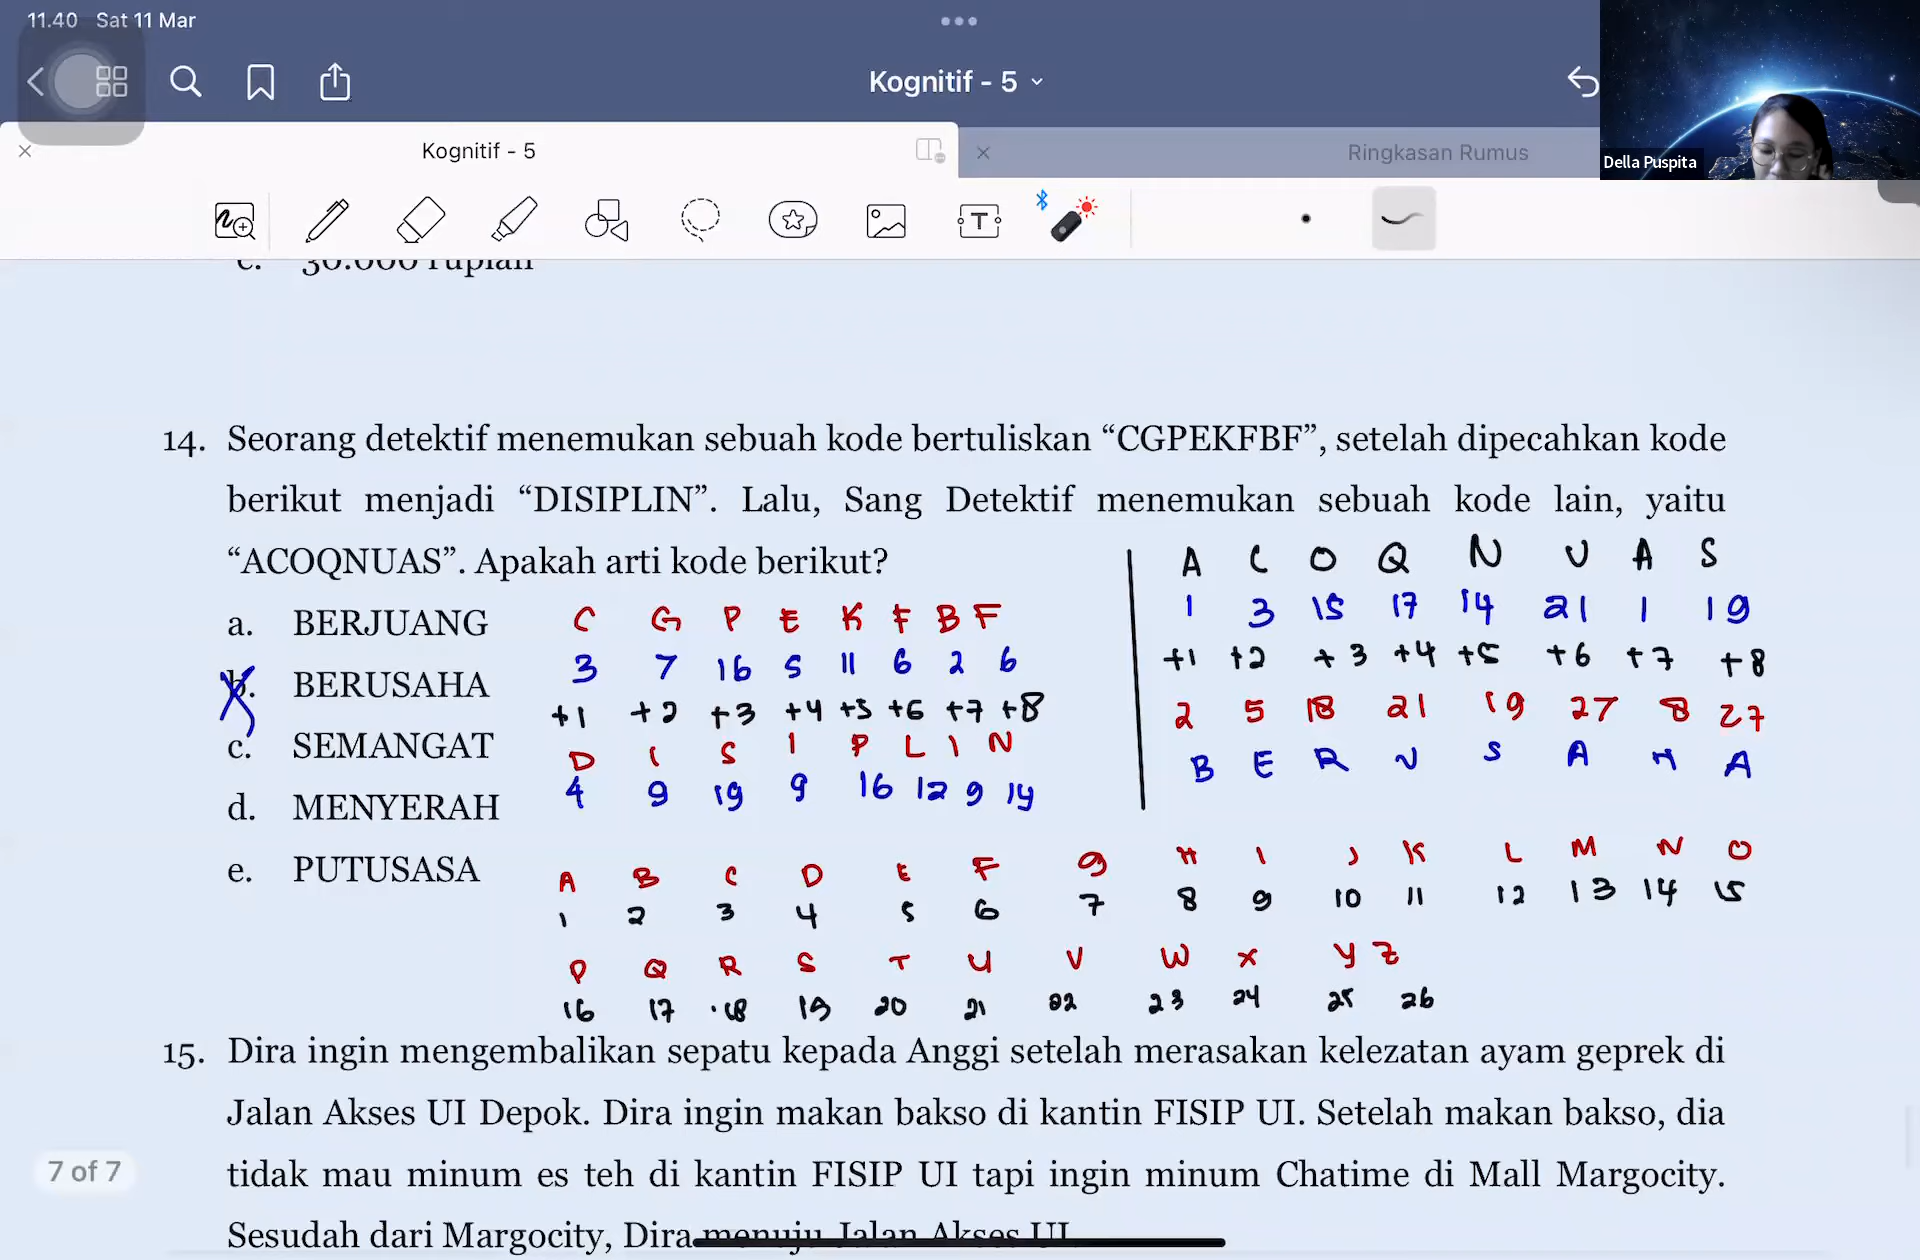 11.40 Sat 11 Mar
Kognitif - 5
Della Puspita
Kognitif - 5
Ringkasan Rumus
T
c. 30.000 rupiah
14. Seorang detektif menemukan sebuah kode bertuliskan “CGPEKFBF”, setelah dipecahkan kode
berikut menjadi “DISIPLIN”. Lalu, Sang Detektif menemukan sebuah kode lain, yaitu
“ACOQNUAS”. Apakah arti kode berikut?
a. BERJUANG
b. BERUSAHA
c. SEMANGAT
d. MENYERAH
e. PUTUSASA
C G P E K F B F
3 7 16 5 11 6 2 6
+1 +2 +3 +4 +5 +6 +7 +8
D I S I P L I N
4 9 19 9 16 12 9 14
A C O Q N U A S
1 3 15 17 14 21 1 19
+1 +2 +3 +4 +5 +6 +7 +8
2 5 18 21 19 27 8 27
B E R U S A H A
A B C D E F G H I J K L M N O
1 2 3 4 5 6 7 8 9 10 11 12 13 14 15
P Q R S T U V W X Y Z
16 17 18 19 20 21 22 23 24 25 26
15. Dira ingin mengembalikan sepatu kepada Anggi setelah merasakan kelezatan ayam geprek di
Jalan Akses UI Depok. Dira ingin makan bakso di kantin FISIP UI. Setelah makan bakso, dia
tidak mau minum es teh di kantin FISIP UI tapi ingin minum Chatime di Mall Margocity.
Sesudah dari Margocity, Dira menuju Jalan Akses UI
7 of 7